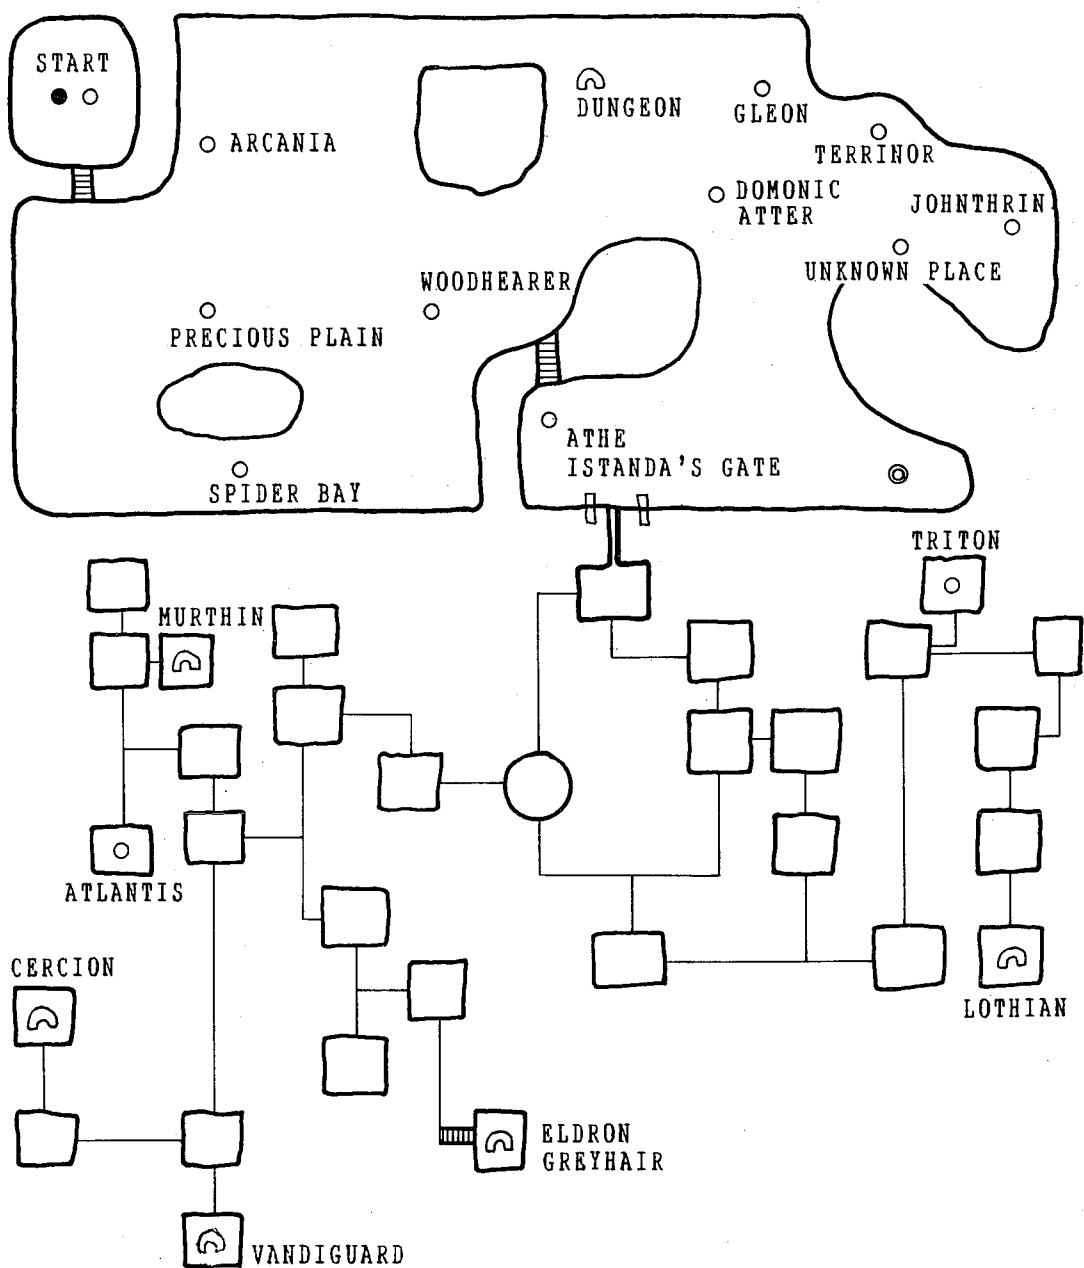 START
DUNGEON
GLEON
ARCANIA
TERRINOR
DOMONIC
ATTER
JOHNTHRIN
UNKNOWN PLACE
WOODHEARER
PRECIOUS PLAIN
ATHE
ISTANDA'S GATE
SPIDER BAY
TRITON
MURTHIN
ATLANTIS
CERCION
LOTHIAN
ELDRON
GREYHAIR
VANDIGUARD